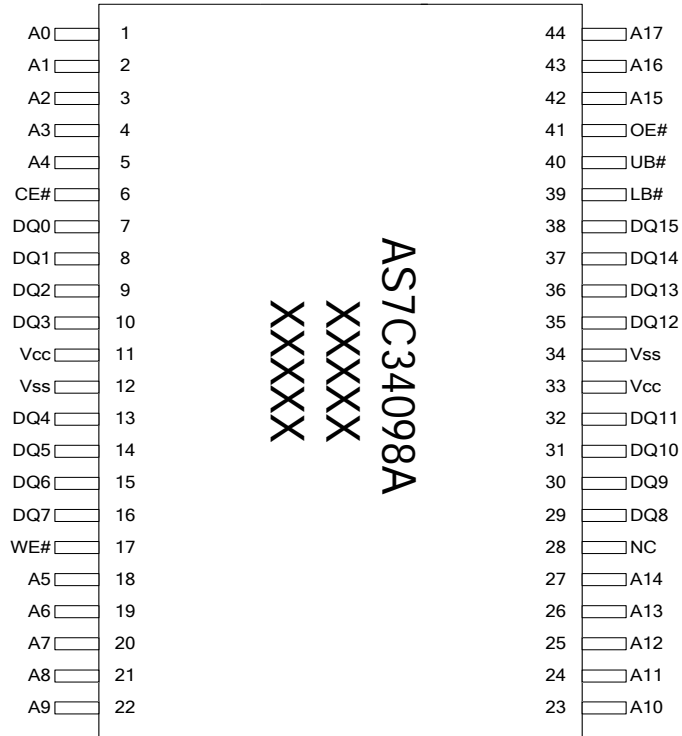 A0 1 44 A17
A1 2 43 A16
A2 3 42 A15
A3 4 41 OE#
A4 5 40 UB#
CE# 6 39 LB#
DQ0 7 38 DQ15
DQ1 8 37 DQ14
DQ2 9 36 DQ13
DQ3 10 35 DQ12
Vcc 11 34 Vss
Vss 12 33 Vcc
DQ4 13 32 DQ11
DQ5 14 31 DQ10
DQ6 15 30 DQ9
DQ7 16 29 DQ8
WE# 17 28 NC
A5 18 27 A14
A6 19 26 A13
A7 20 25 A12
A8 21 24 A11
A9 22 23 A10
AS7C34098A
XXXXX
XXXXX